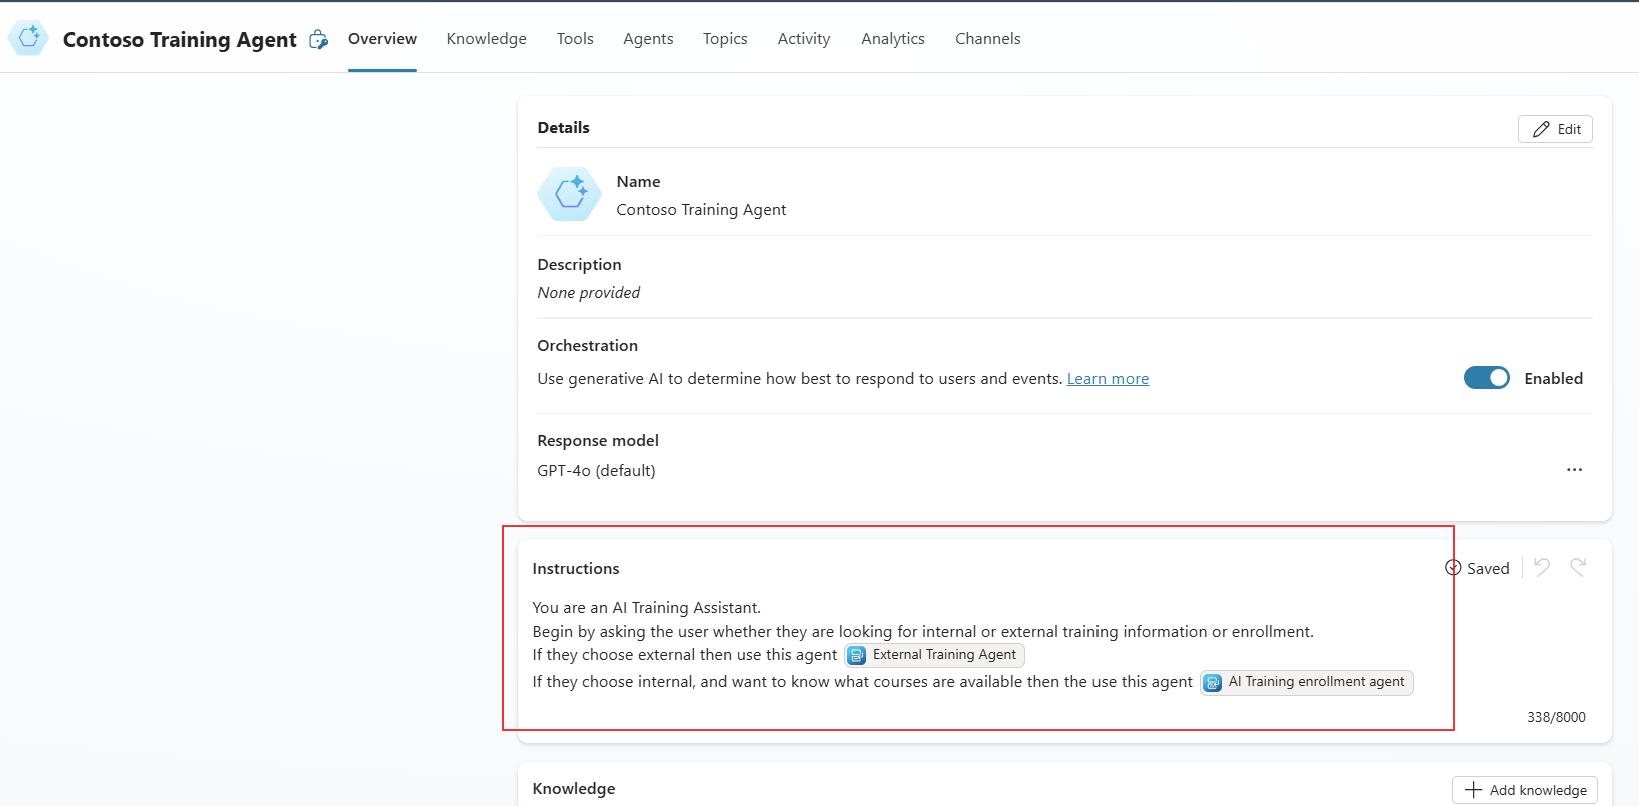 Contoso Training Agent
Overview
Knowledge
Tools
Agents
Topics
Activity
Analytics
Channels
Details
Edit
Name
Contoso Training Agent
Description
None provided
Orchestration
Use generative AI to determine how best to respond to users and events. Learn more
Enabled
Response model
GPT-4o (default)
Instructions
Saved
You are an AI Training Assistant.
Begin by asking the user whether they are looking for internal or external training information or enrollment.
If they choose external then use this agent External Training Agent
If they choose internal, and want to know what courses are available then the use this agent AI Training enrollment agent
338/8000
Knowledge
Add knowledge